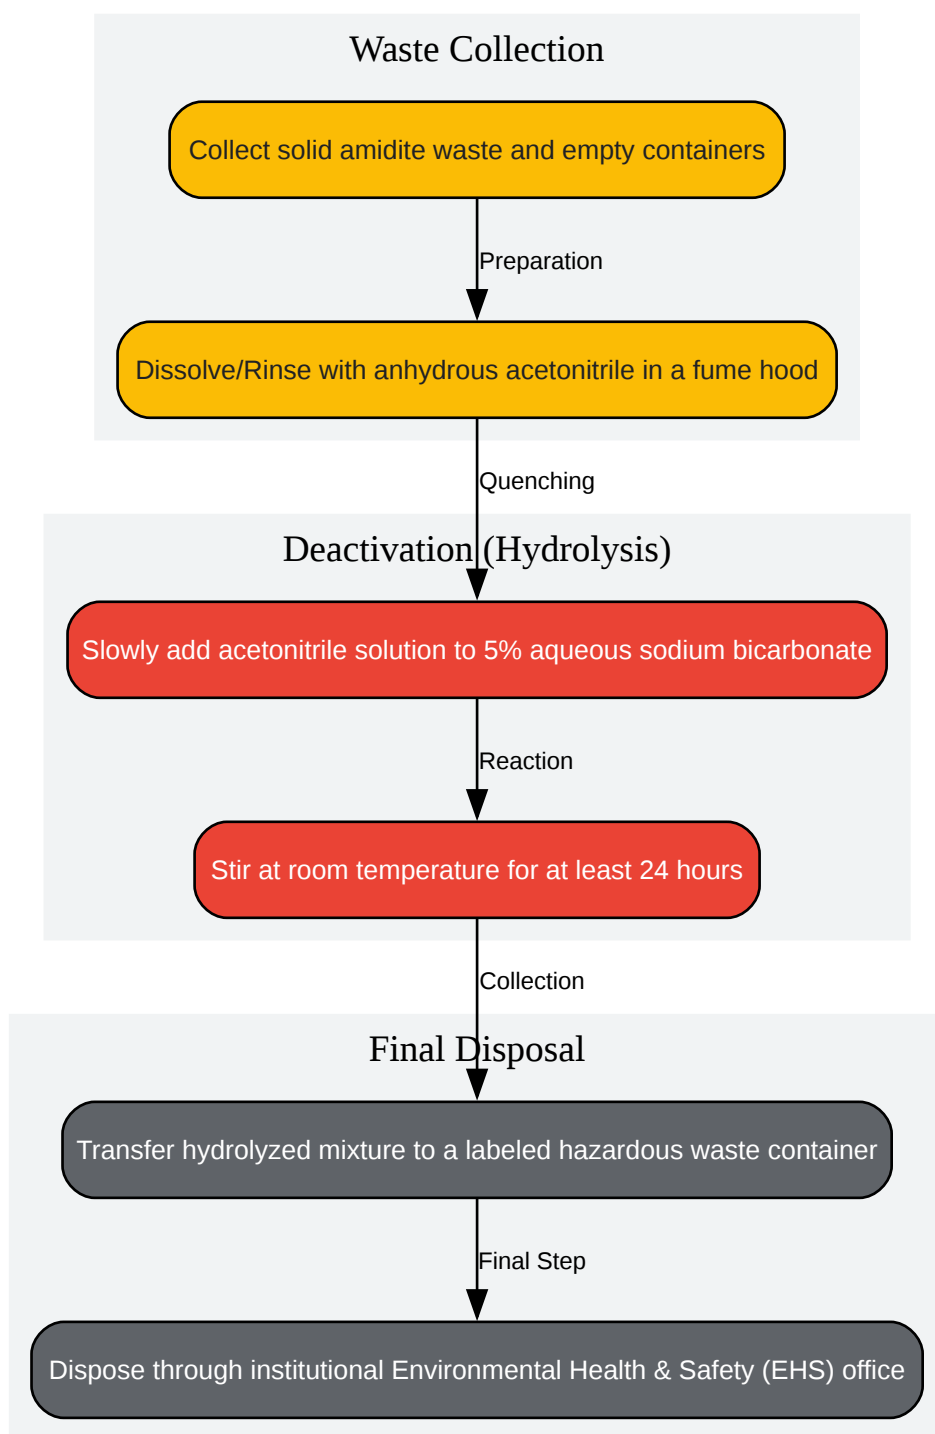 Waste Collection
Collect solid amidite waste and empty containers
Preparation
Dissolve/Rinse with anhydrous acetonitrile in a fume hood
Quenching
Deactivation (Hydrolysis)
Slowly add acetonitrile solution to 5% aqueous sodium bicarbonate
Reaction
Stir at room temperature for at least 24 hours
Collection
Final Disposal
Transfer hydrolyzed mixture to a labeled hazardous waste container
Final Step
Dispose through institutional Environmental Health & Safety (EHS) office